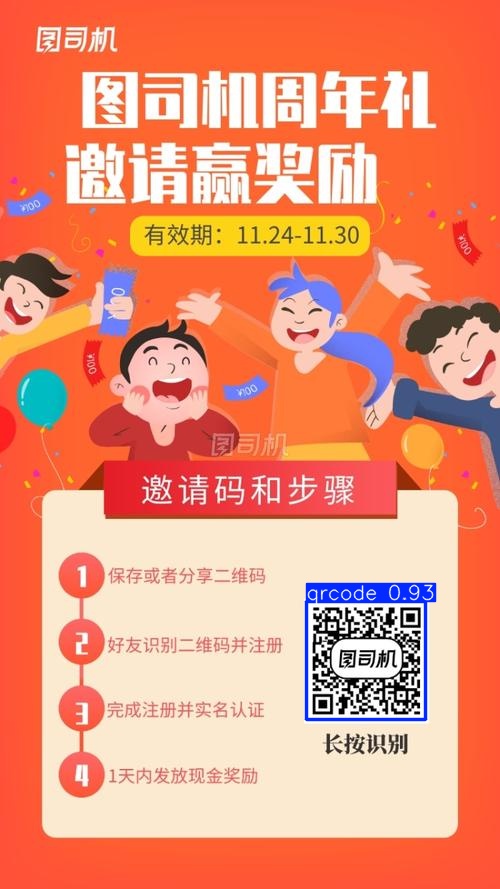 图司机
图司机周年礼
邀请赢奖励
有效期：11.24-11.30
¥100
¥100
¥100
¥100
图司机
邀请码和步骤
1 保存或者分享二维码
2 好友识别二维码并注册
3 完成注册并实名认证
4 1天内发放现金奖励
qrcode 0.93
图司机
长按识别